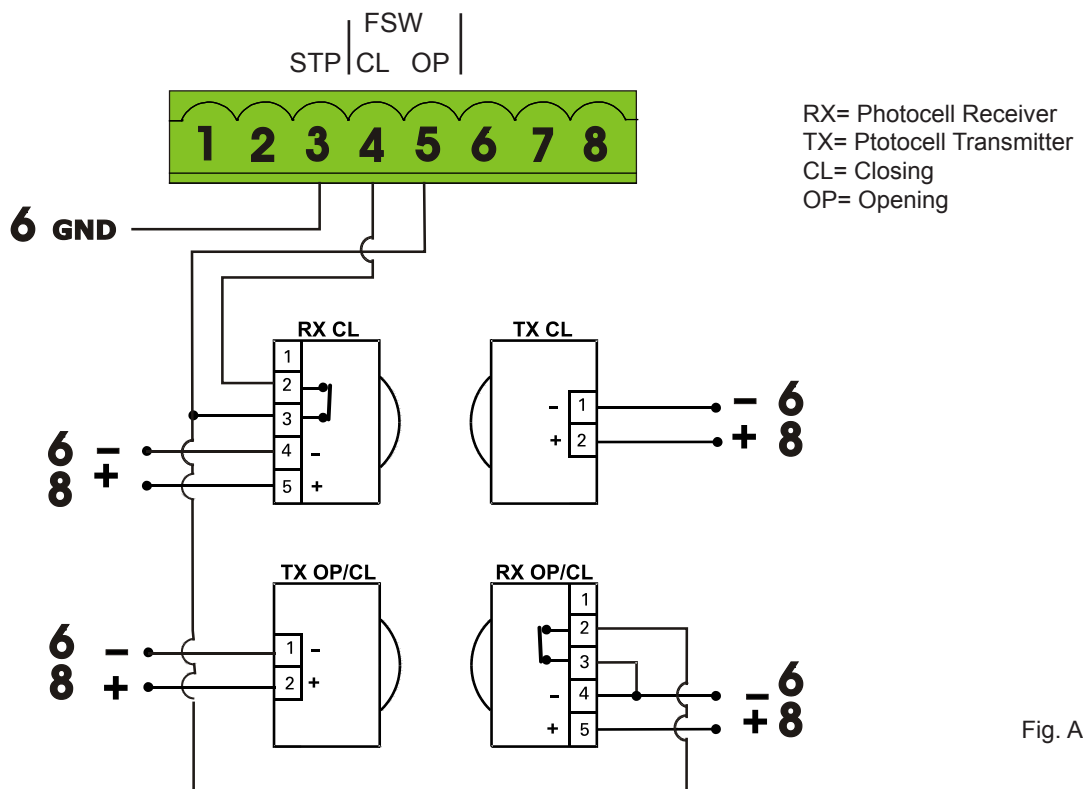 FSW
STP CL OP
1 2 3 4 5 6 7 8
RX= Photocell Receiver
TX= Ptotocell Transmitter
CL= Closing
OP= Opening
6 GND
RX CL
1
2
3
4 -
5 +
6 -
8 +
TX CL
- 1
+ 2
- 6
+ 8
TX OP/CL
1 -
2 +
6 -
8 +
RX OP/CL
1
2
3
- 4
+ 5
- 6
+ 8
Fig. A